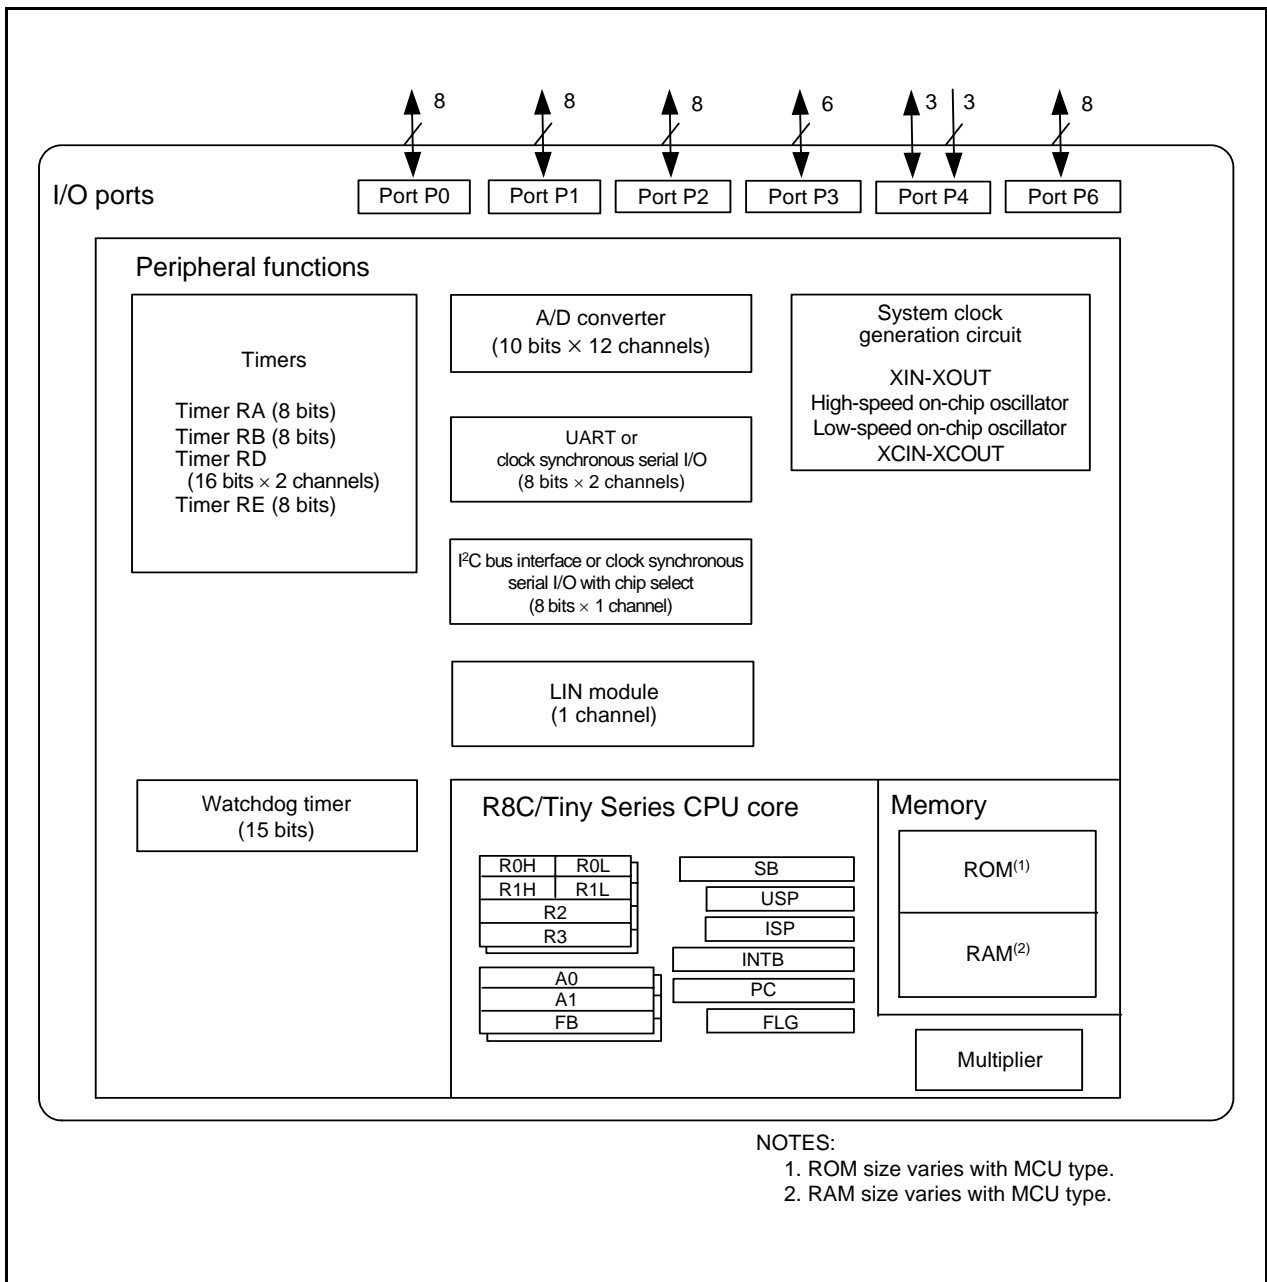 8
8
8
6
3
3
8
I/O ports
Port P0
Port P1
Port P2
Port P3
Port P4
Port P6
Peripheral functions
Timers
Timer RA (8 bits)
Timer RB (8 bits)
Timer RD
(16 bits × 2 channels)
Timer RE (8 bits)
A/D converter
(10 bits × 12 channels)
System clock
generation circuit
XIN-XOUT
High-speed on-chip oscillator
Low-speed on-chip oscillator
XCIN-XCOUT
UART or
clock synchronous serial I/O
(8 bits × 2 channels)
I²C bus interface or clock synchronous
serial I/O with chip select
(8 bits × 1 channel)
LIN module
(1 channel)
Watchdog timer
(15 bits)
R8C/Tiny Series CPU core
R0H
R0L
R1H
R1L
R2
R3
A0
A1
FB
SB
USP
ISP
INTB
PC
FLG
Memory
ROM(1)
RAM(2)
Multiplier
NOTES:
1. ROM size varies with MCU type.
2. RAM size varies with MCU type.